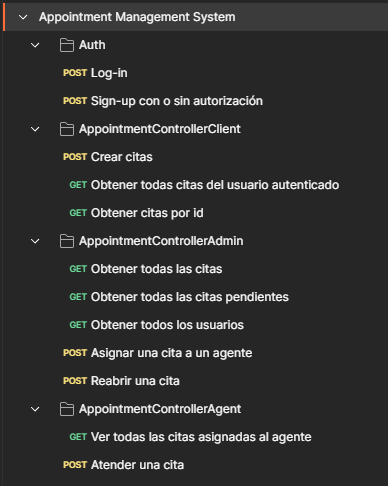 Appointment Management System
Auth
POST Log-in
POST Sign-up con o sin autorización
AppointmentControllerClient
POST Crear citas
GET Obtener todas citas del usuario autenticado
GET Obtener citas por id
AppointmentControllerAdmin
GET Obtener todas las citas
GET Obtener todas las citas pendientes
GET Obtener todos los usuarios
POST Asignar una cita a un agente
POST Reabrir una cita
AppointmentControllerAgent
GET Ver todas las citas asignadas al agente
POST Atender una cita